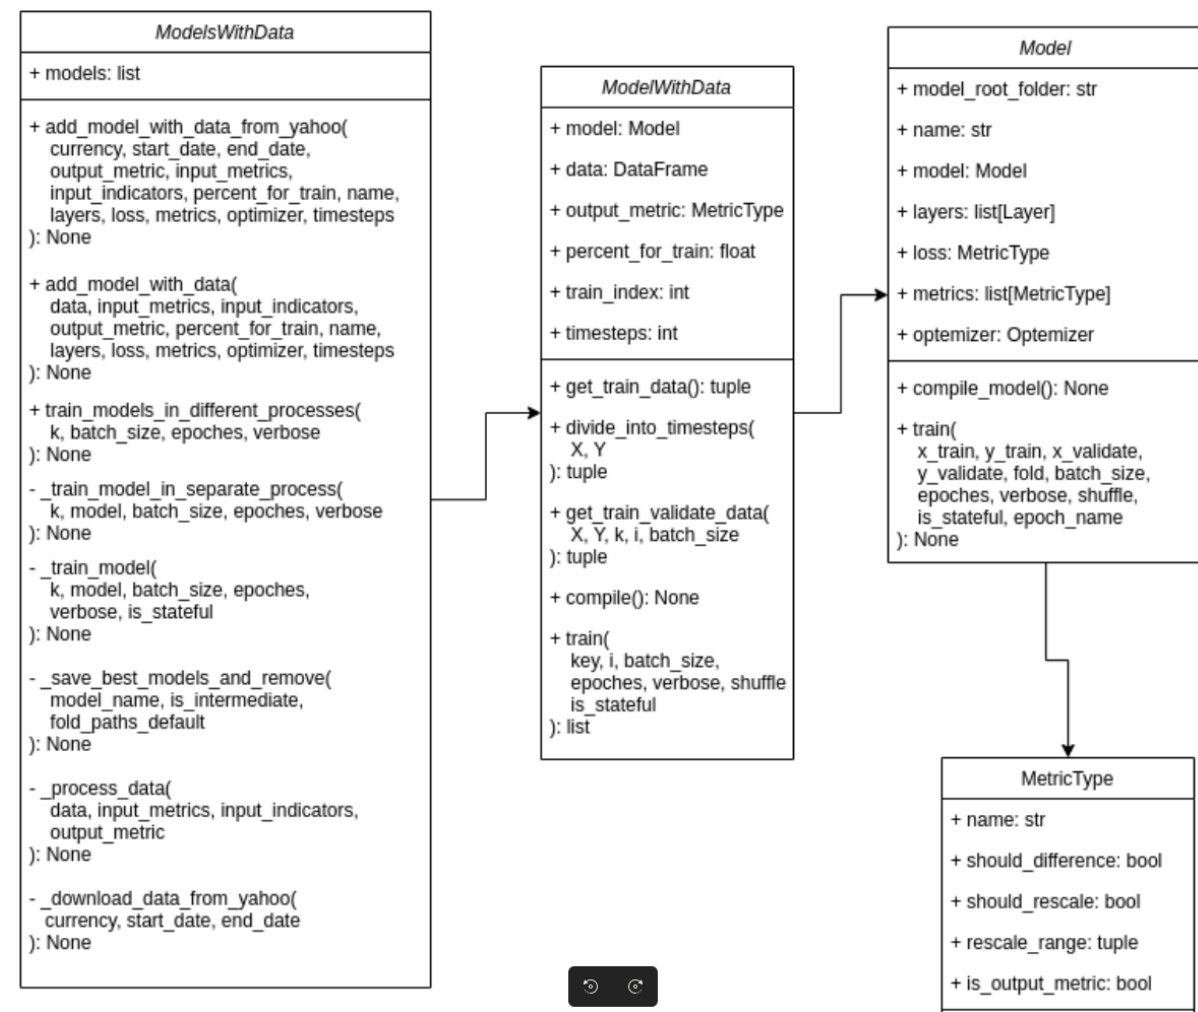 ModelsWithData
+ models: list
+ add_model_with_data_from_yahoo(
currency, start_date, end_date,
output_metric, input_metrics,
input_indicators, percent_for_train, name,
layers, loss, metrics, optimizer, timesteps
): None
+ add_model_with_data(
data, input_metrics, input_indicators,
output_metric, percent_for_train, name,
layers, loss, metrics, optimizer, timesteps
): None
+ train_models_in_different_processes(
k, batch_size, epoches, verbose
): None
- _train_model_in_separate_process(
k, model, batch_size, epoches, verbose
): None
- _train_model(
k, model, batch_size, epoches,
verbose, is_stateful
): None
- _save_best_models_and_remove(
model_name, is_intermediate,
fold_paths_default
): None
- _process_data(
data, input_metrics, input_indicators,
output_metric
): None
- _download_data_from_yahoo(
currency, start_date, end_date
): None
ModelWithData
+ model: Model
+ data: DataFrame
+ output_metric: MetricType
+ percent_for_train: float
+ train_index: int
+ timesteps: int
+ get_train_data(): tuple
+ divide_into_timesteps(
X, Y
): tuple
+ get_train_validate_data(
X, Y, k, i, batch_size
): tuple
+ compile(): None
+ train(
key, i, batch_size,
epoches, verbose, shuffle
is_stateful
): list
Model
+ model_root_folder: str
+ name: str
+ model: Model
+ layers: list[Layer]
+ loss: MetricType
+ metrics: list[MetricType]
+ optemizer: Optemizer
+ compile_model(): None
+ train(
x_train, y_train, x_validate,
y_validate, fold, batch_size,
epoches, verbose, shuffle,
is_stateful, epoch_name
): None
MetricType
+ name: str
+ should_difference: bool
+ should_rescale: bool
+ rescale_range: tuple
+ is_output_metric: bool